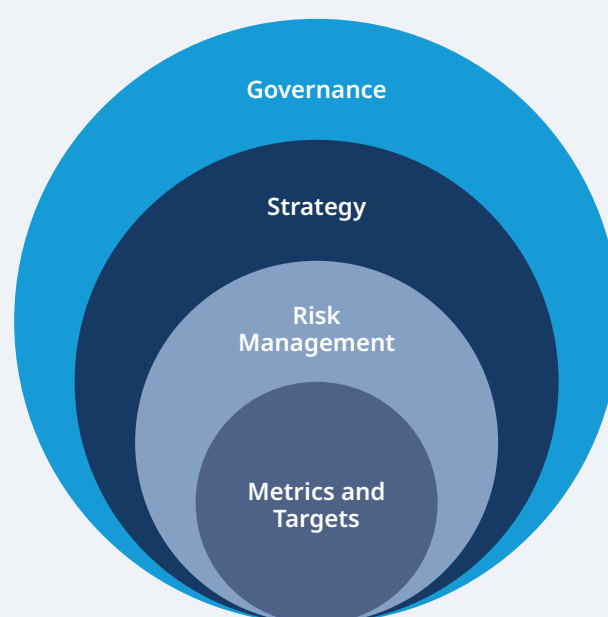 Governance
Strategy
Risk
Management
Metrics and
Targets